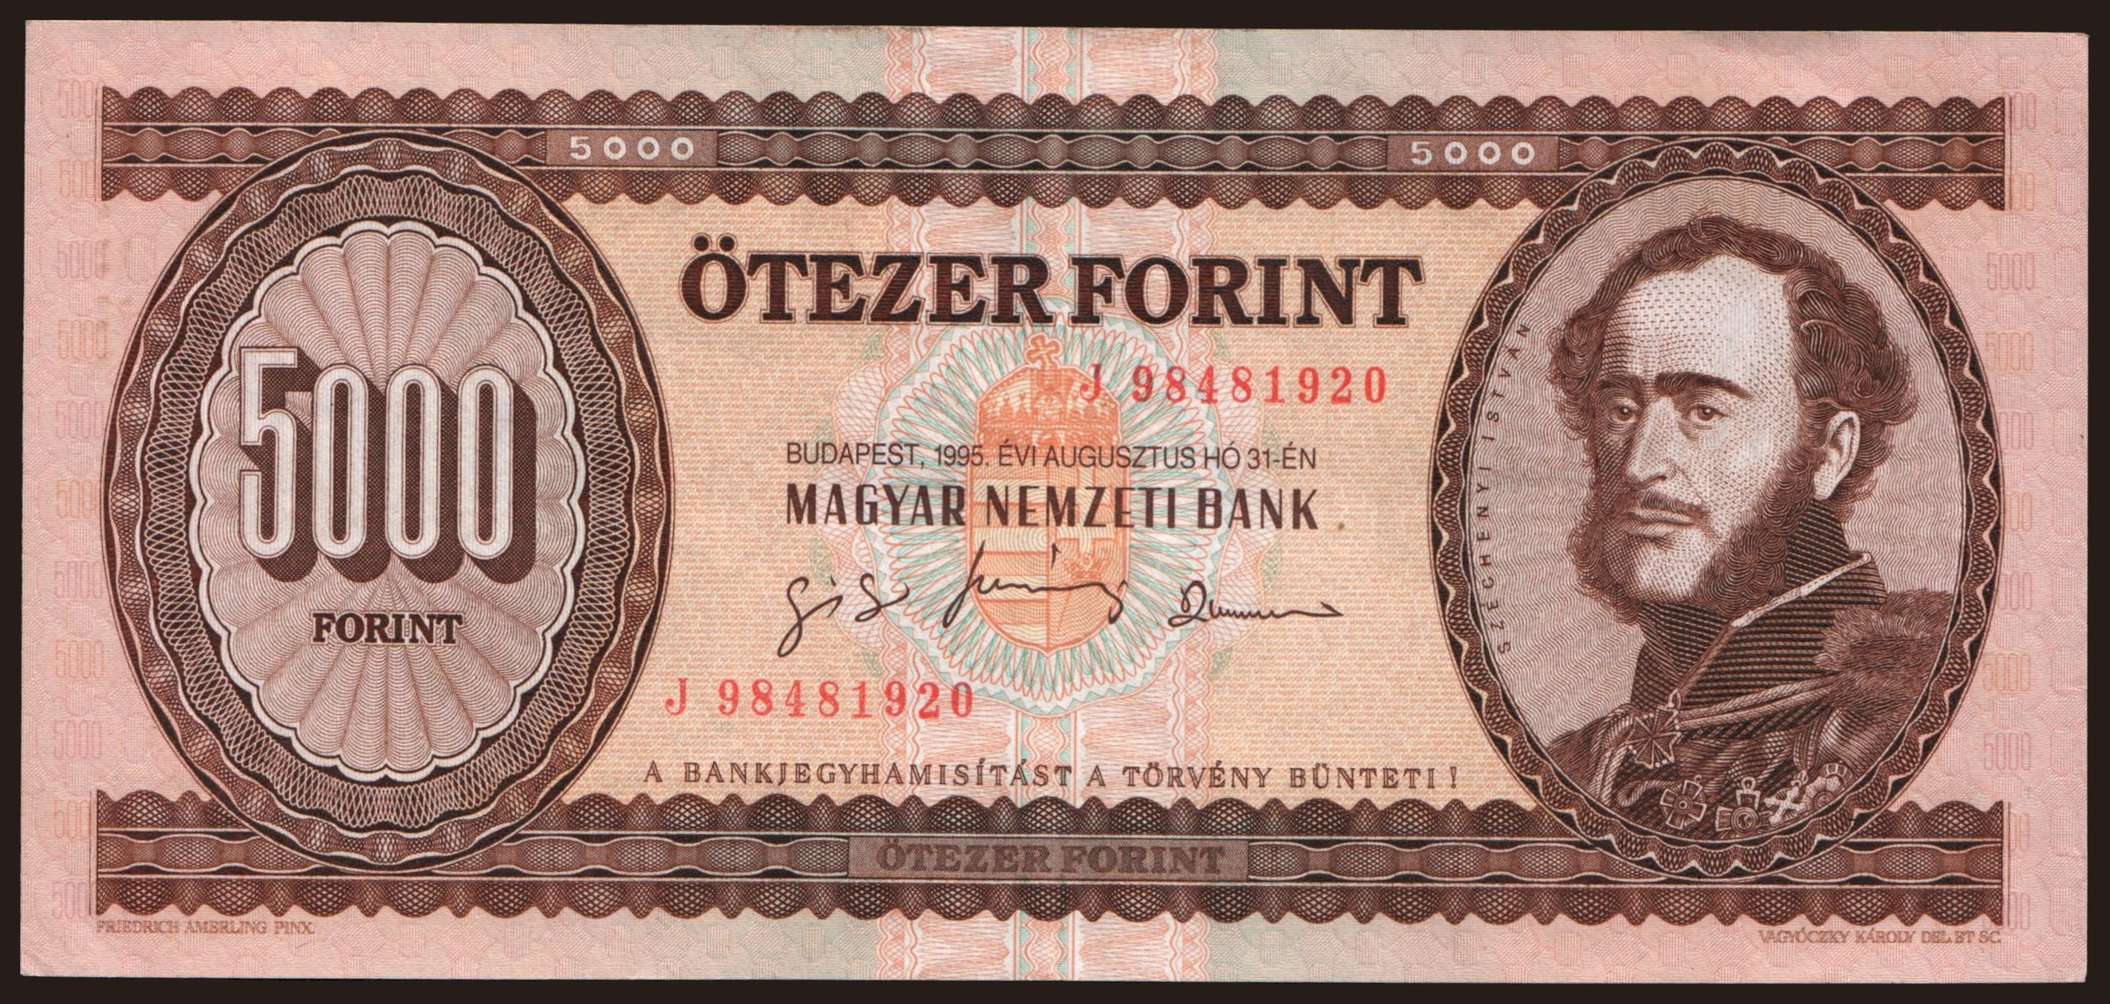 5000 5000
ÖTEZER FORINT
J 98481920
5000
FORINT
SZÉCHENYI ISTVÁN
BUDAPEST, 1995. ÉVI AUGUSZTUS HÓ 31-ÉN
MAGYAR NEMZETI BANK
J 98481920
A BANKJEGYHAMISÍTÁST A TÖRVÉNY BÜNTETI!
ÖTEZER FORINT
FRIEDRICH AMERLING PINX.
VAGYÓCZKY KÁROLY DEL. ET SC.